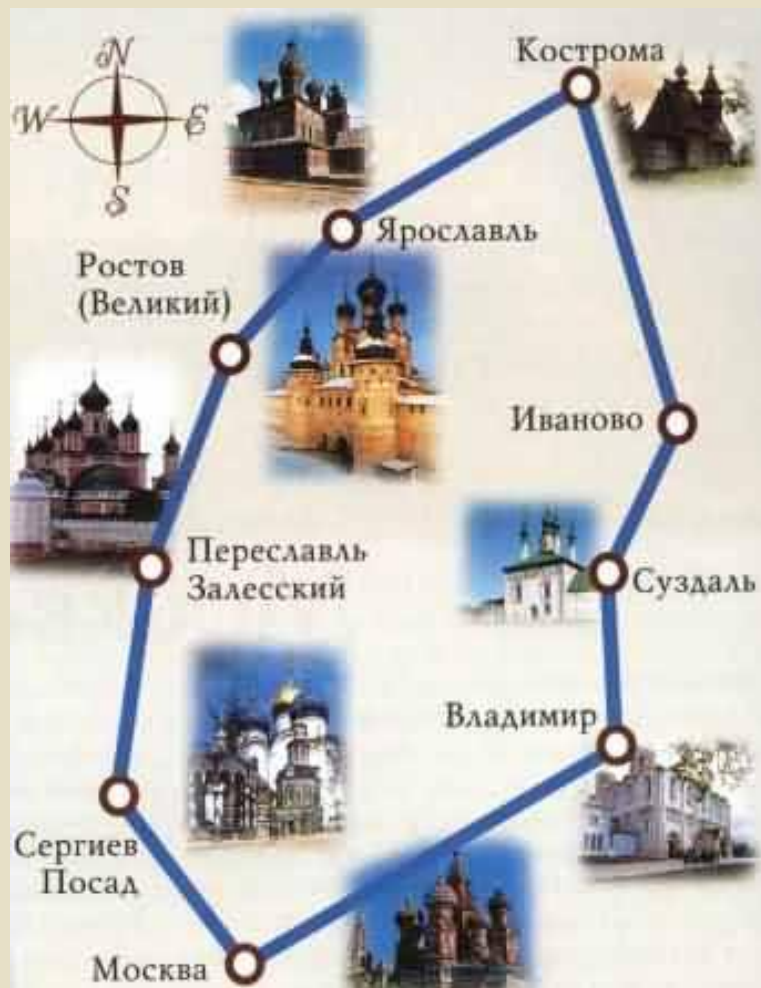 N
W
E
S
Кострома
Ярославль
Ростов
(Великий)
Иваново
Переславль
Залесский
Суздаль
Владимир
Сергиев
Посад
Москва